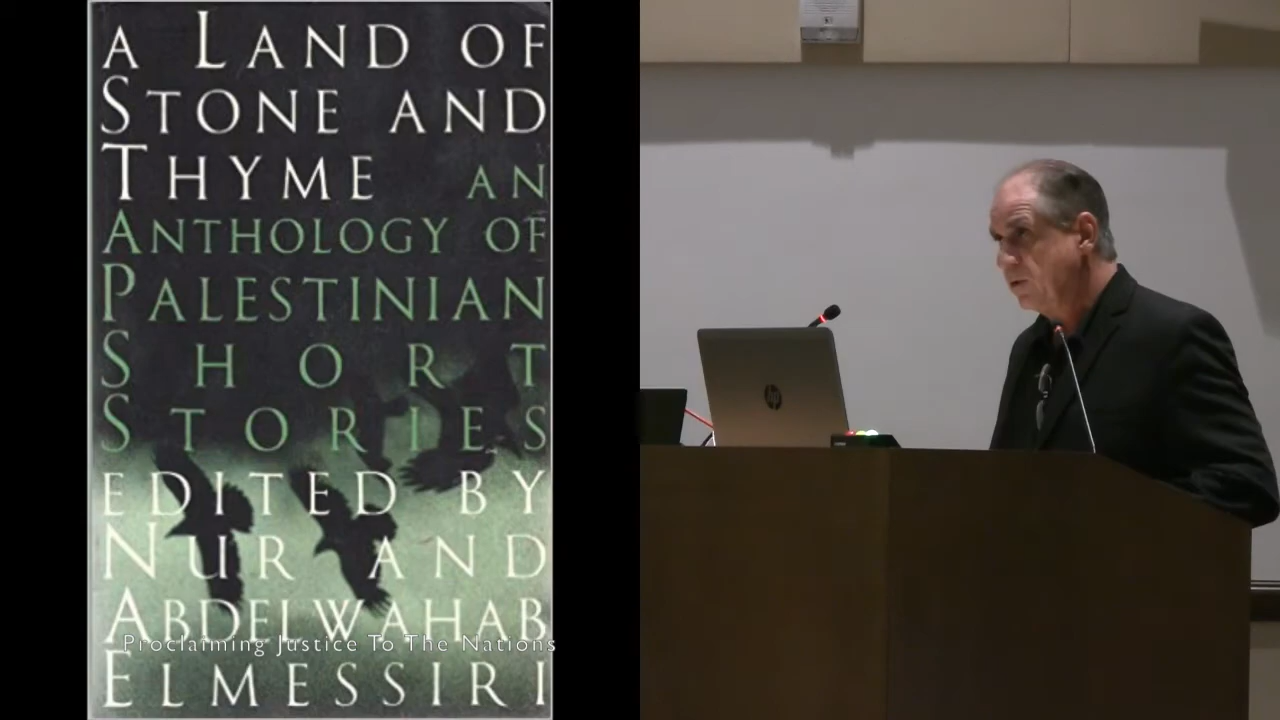 A LAND OF
STONE AND
THYME AN
ANTHOLOGY OF
PALESTINIAN
SHORT
STORIES
EDITED BY
NUR AND
ABDELWAHAB
Proclaiming Justice To The Nations
ELMESSIRI
hp